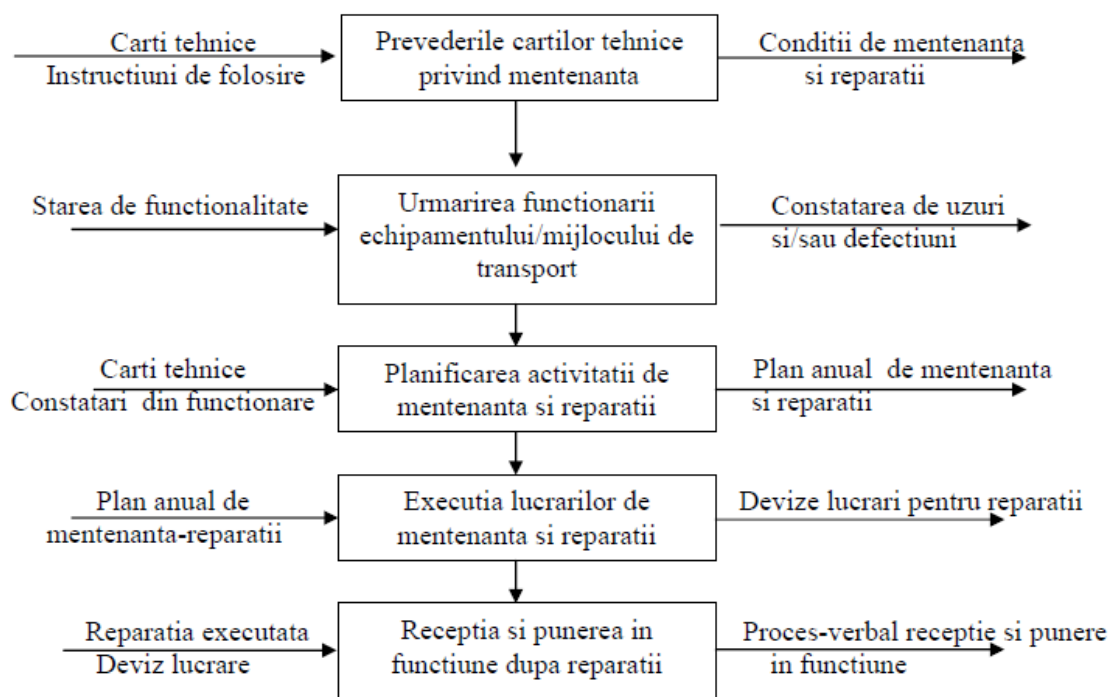 Carti tehnice
Instructiuni de folosire
Prevederile cartilor tehnice
privind mentenanta
Conditii de mentenanta
si reparatii
Starea de functionalitate
Urmarirea functionarii
echipamentului/mijlocului de
transport
Constatarea de uzuri
si/sau defectiuni
Carti tehnice
Constatari din functionare
Planificarea activitatii de
mentenanta si reparatii
Plan anual de mentenanta
si reparatii
Plan anual de
mentenanta-reparatii
Executia lucrarilor de
mentenanta si reparatii
Devize lucrari pentru reparatii
Reparatia executata
Deviz lucrare
Receptia si punerea in
functiune dupa reparatii
Proces-verbal receptie si punere
in functiune